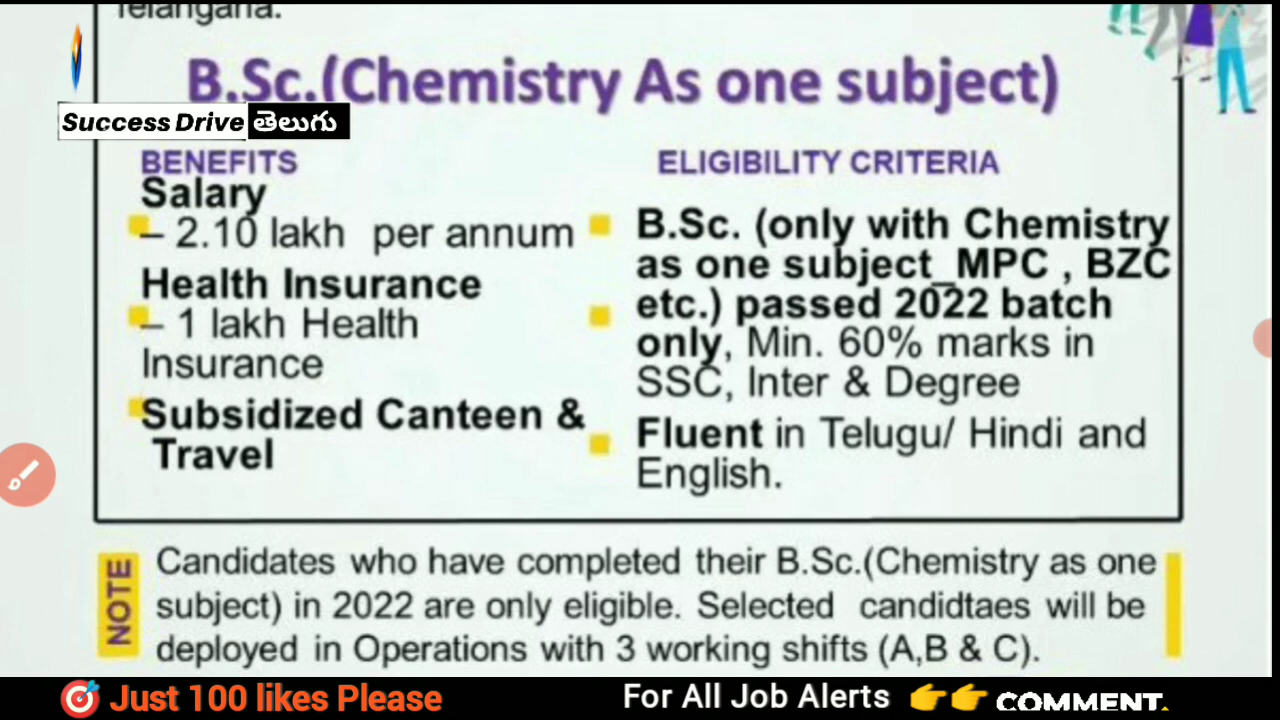 Telangana.
B.Sc.(Chemistry As one subject)
Success Drive తెలుగు
BENEFITS
Salary
– 2.10 lakh per annum
Health Insurance
– 1 lakh Health
Insurance
Subsidized Canteen &
Travel
ELIGIBILITY CRITERIA
B.Sc. (only with Chemistry
as one subject_MPC , BZC
etc.) passed 2022 batch
only, Min. 60% marks in
SSC, Inter & Degree
Fluent in Telugu/ Hindi and
English.
NOTE
Candidates who have completed their B.Sc.(Chemistry as one
subject) in 2022 are only eligible. Selected candidtaes will be
deployed in Operations with 3 working shifts (A,B & C).
Just 100 likes Please
For All Job Alerts
COMMENT.